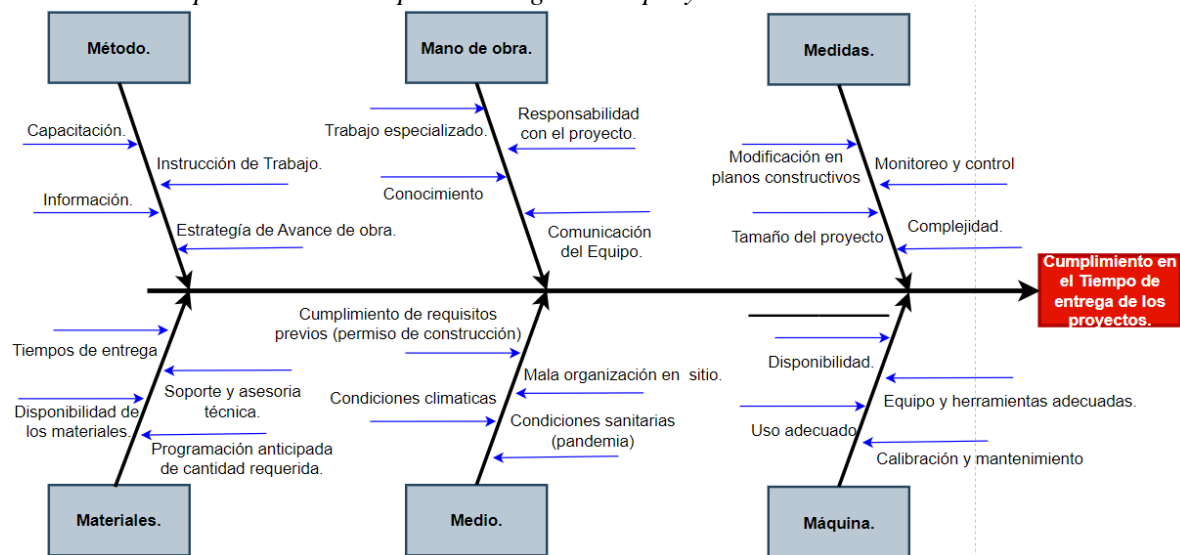 Método.
Mano de obra.
Medidas.
Capacitación.
Instrucción de Trabajo.
Información.
Estrategía de Avance de obra.
Trabajo especializado.
Responsabilidad
con el proyecto.
Conocimiento
Comunicación
del Equipo.
Modificación en
planos constructivos
Monitoreo y control
Tamaño del proyecto
Complejidad.
Cumplimiento en
el Tiempo de
entrega de los
proyectos.
Tiempos de entrega
Soporte y asesoria
técnica.
Disponibilidad de
los materiales.
Programación anticipada
de cantidad requerida.
Cumplimiento de requisitos
previos (permiso de construcción)
Mala organización en sitio.
Condiciones climaticas
Condiciones sanitarias
(pandemia)
Disponibilidad.
Equipo y herramientas adecuadas.
Uso adecuado
Calibración y mantenimiento
Materiales.
Medio.
Máquina.